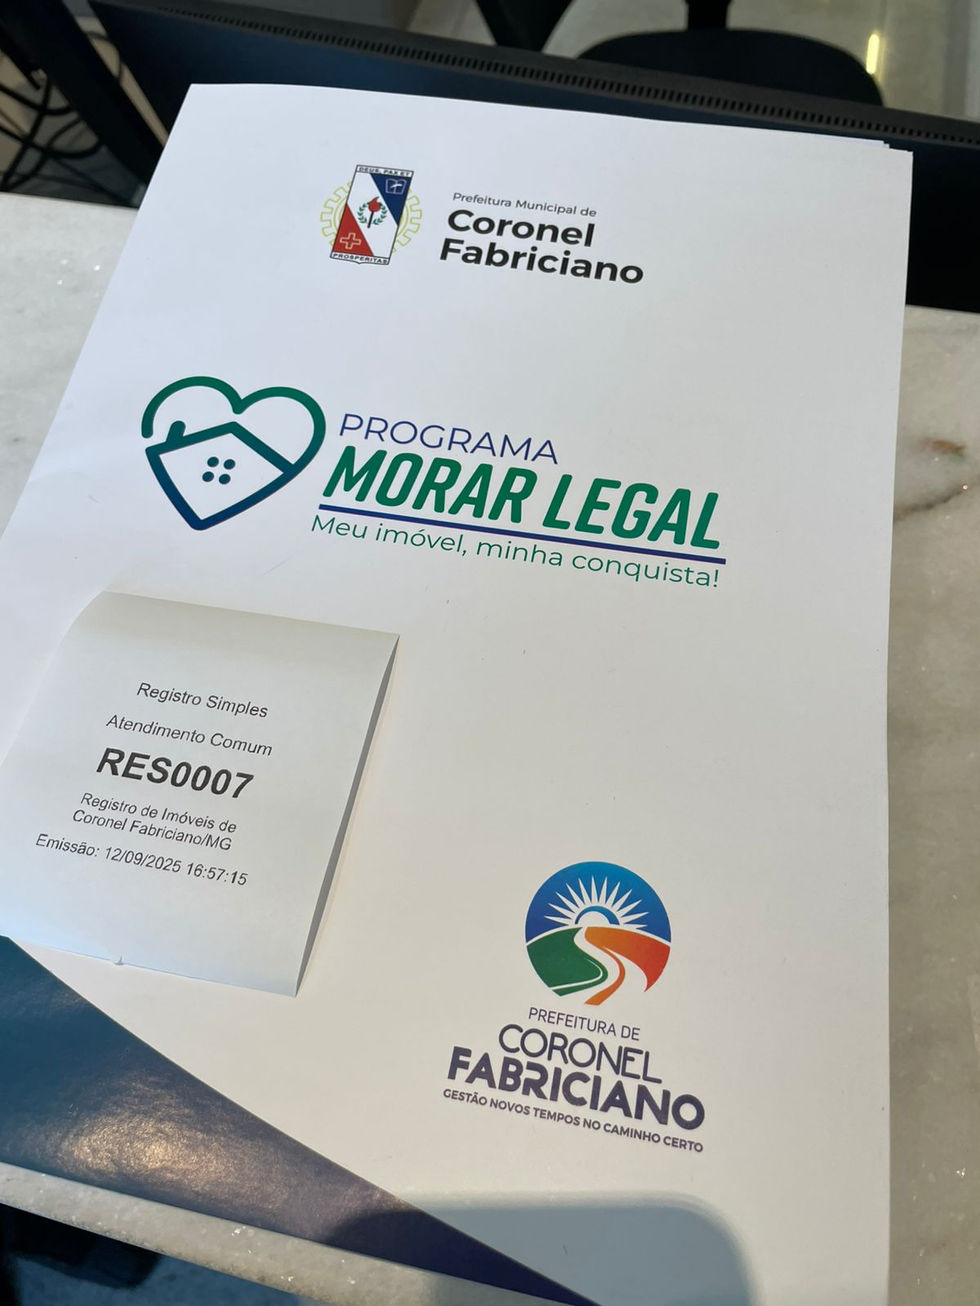 DEUS, PAX ET
PROSPERITAS
Prefeitura Municipal de
Coronel
Fabriciano
PROGRAMA
MORAR LEGAL
Meu imóvel, minha conquista!
Registro Simples
Atendimento Comum
RES0007
Registro de Imóveis de
Coronel Fabriciano/MG
Emissão: 12/09/2025 16:57:15
PREFEITURA DE
CORONEL
FABRICIANO
GESTÃO NOVOS TEMPOS NO CAMINHO CERTO